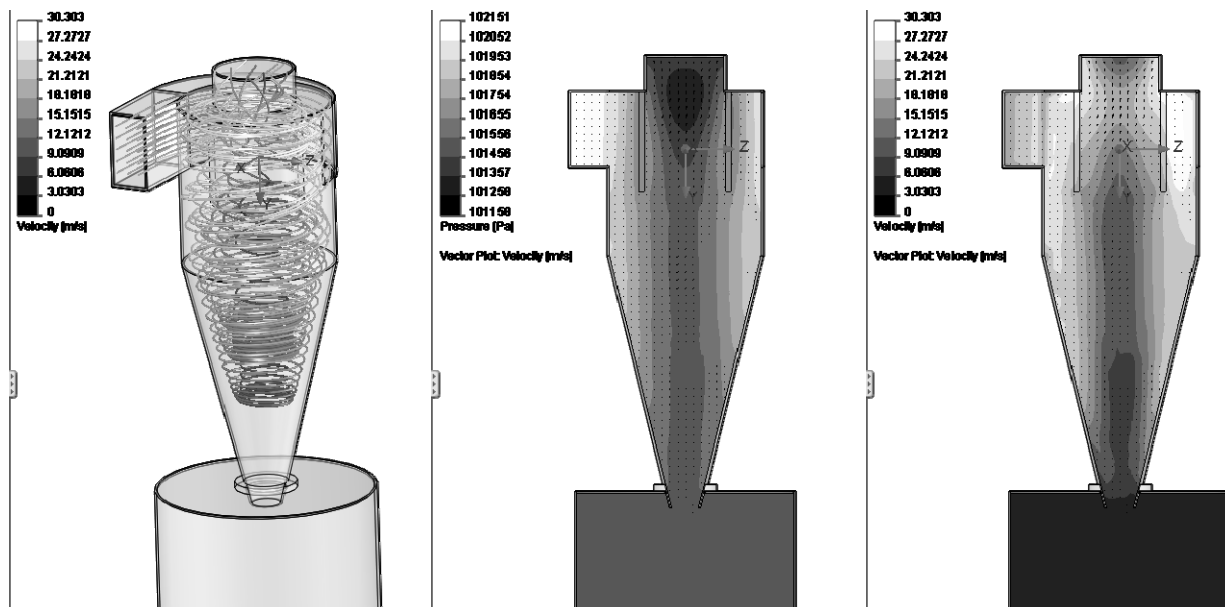 30.303
27.2727
24.2424
21.2121
18.1818
15.1515
12.1212
9.0909
6.0606
3.0303
0
Velocity [m/s]
Z
X
Y
102151
102052
101953
101854
101754
101655
101556
101456
101357
101258
101158
Pressure [Pa]
Vector Plot: Velocity [m/s]
Z
Y
30.303
27.2727
24.2424
21.2121
18.1818
15.1515
12.1212
9.0909
6.0606
3.0303
0
Velocity [m/s]
Vector Plot: Velocity [m/s]
X
Z
Y